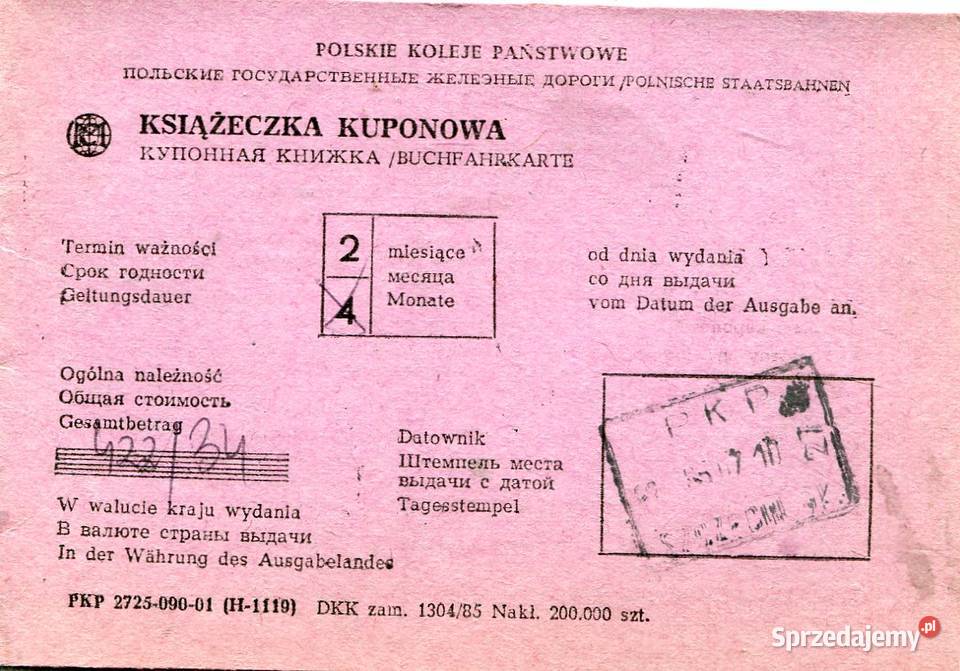 POLSKIE KOLEJE PAŃSTWOWE
ПОЛЬСКИЕ ГОСУДАРСТВЕННЫЕ ЖЕЛЕЗНЫЕ ДОРОГИ /POLNISCHE STAATSBAHNEN
KSIĄŻECZKA KUPONOWA
КУПОННАЯ КНИЖКА /BUCHFAHRKARTE
Termin ważności
Срок годности
Geltungsdauer
2
4
miesiące
месяца
Monate
od dnia wydania
со дня выдачи
vom Datum der Ausgabe an.
Ogólna należność
Общая стоимость
Gesamtbetrag
422/34
W walucie kraju wydania
В валюте страны выдачи
In der Währung des Ausgabelandes
Datownik
Штемпель места
выдачи с датой
Tagesstempel
PKP
PKP 2725-090-01 (H-1119) DKK zam. 1304/85 Nakł. 200.000 szt.
Sprzedajemy.pl